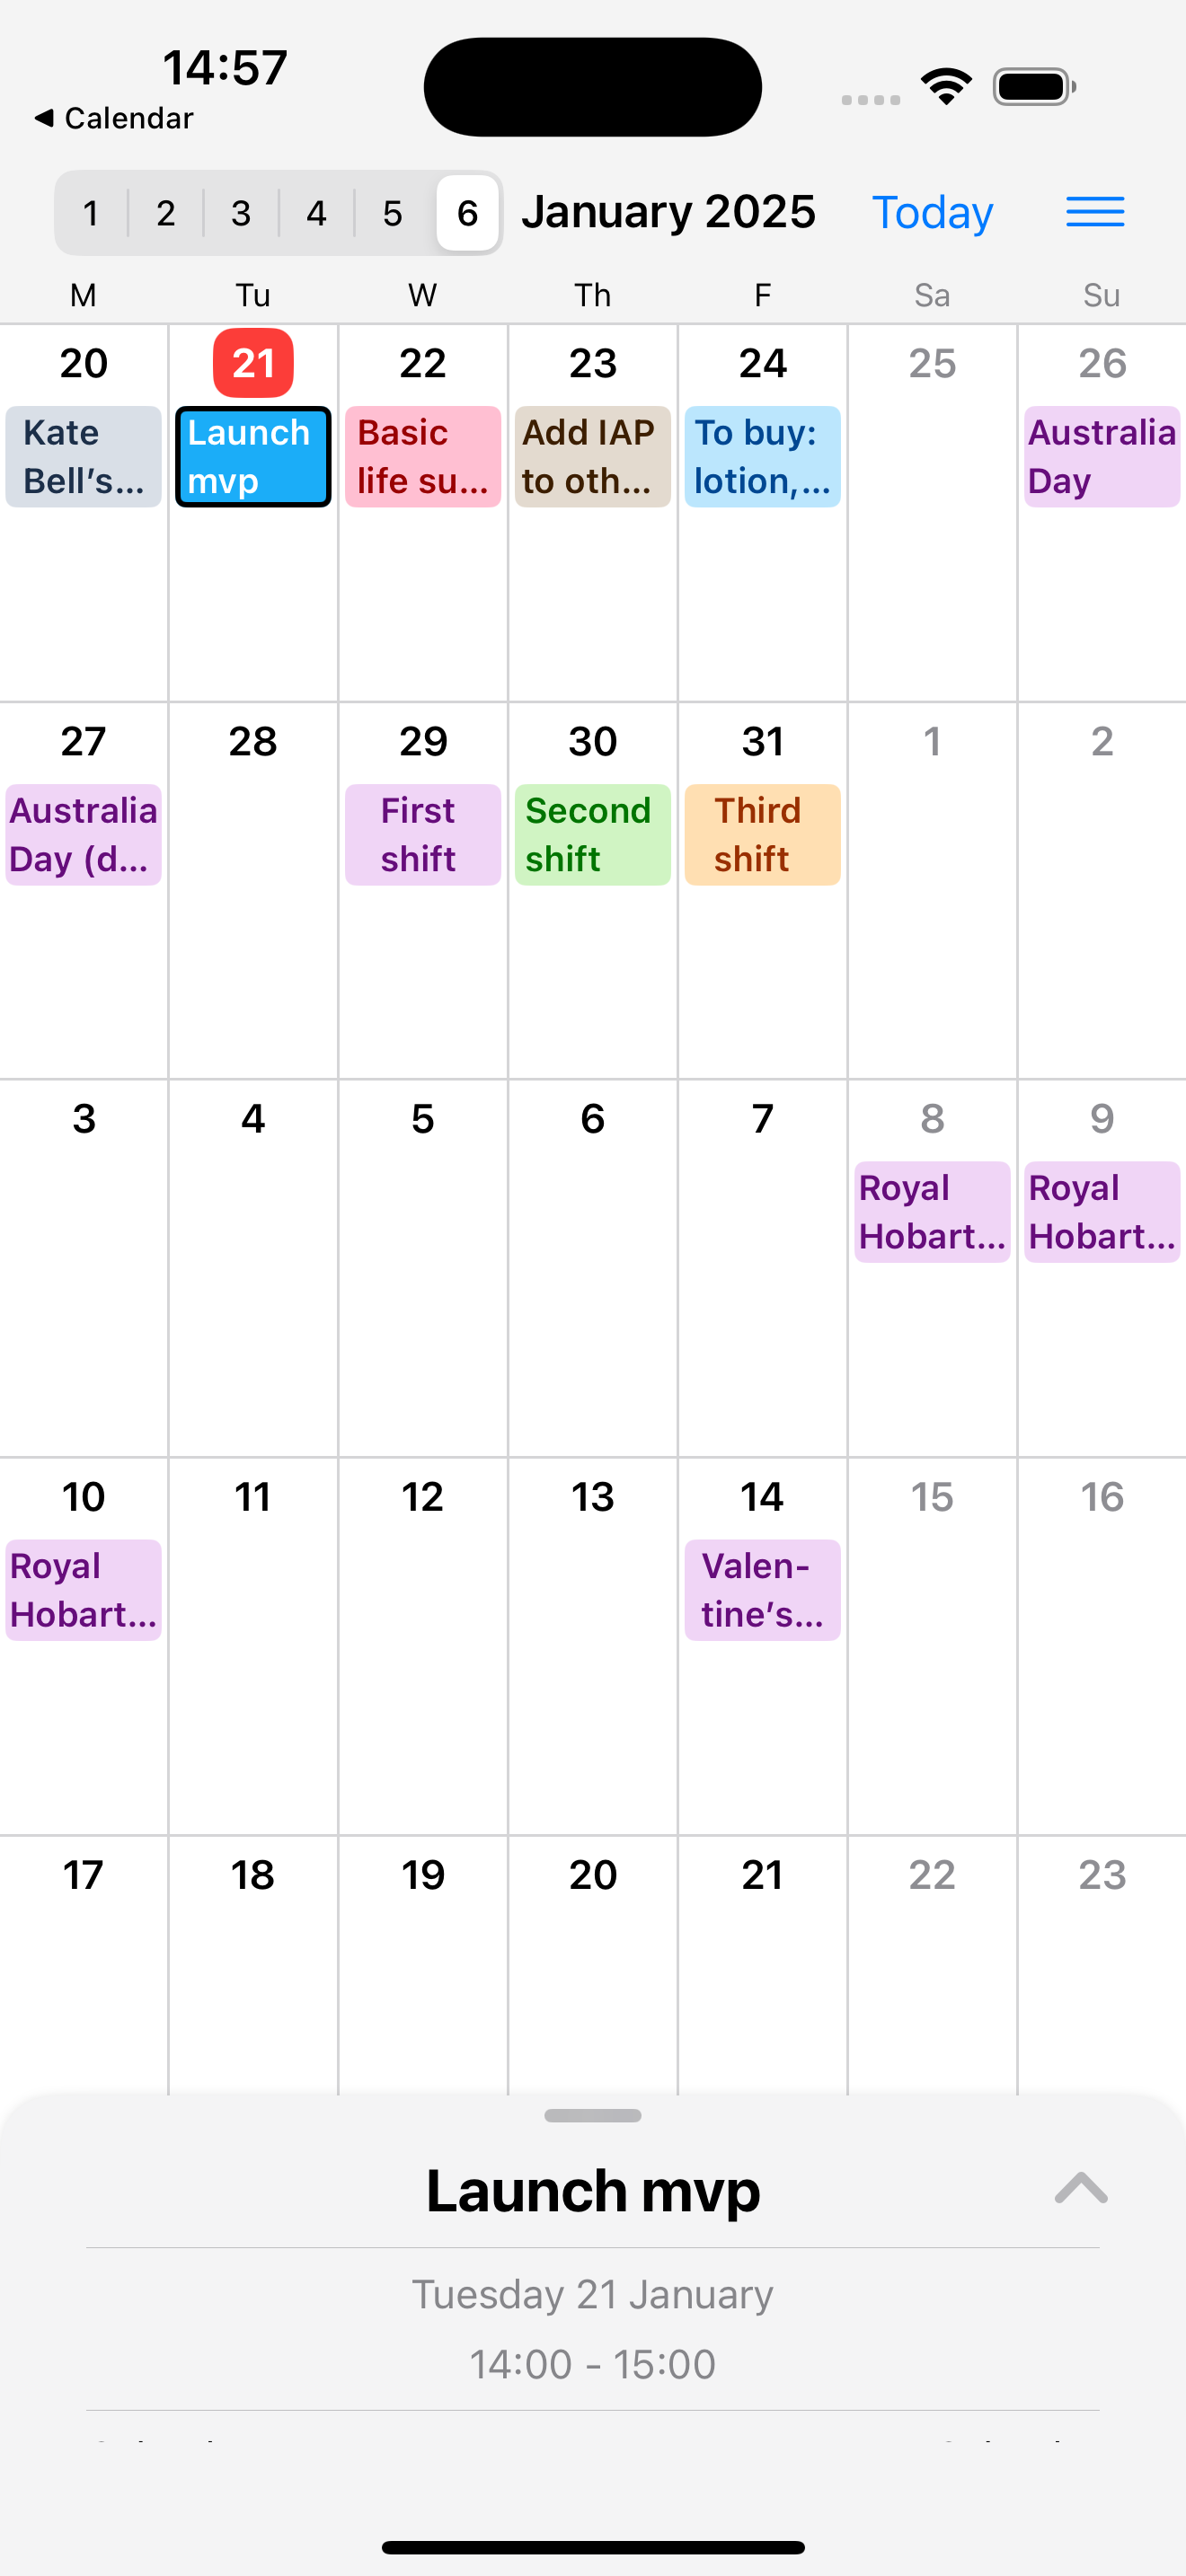 14:57
◀ Calendar
1 2 3 4 5 6 January 2025 Today
M Tu W Th F Sa Su
20 21 22 23 24 25 26
Kate Launch Basic Add IAP To buy: Australia
Bell’s... mvp life su... to oth... lotion,... Day
27 28 29 30 31 1 2
Australia First Second Third
Day (d... shift shift shift
3 4 5 6 7 8 9
Royal Royal
Hobart... Hobart...
10 11 12 13 14 15 16
Royal Valen-
Hobart... tine’s...
17 18 19 20 21 22 23
Launch mvp
Tuesday 21 January
14:00 - 15:00